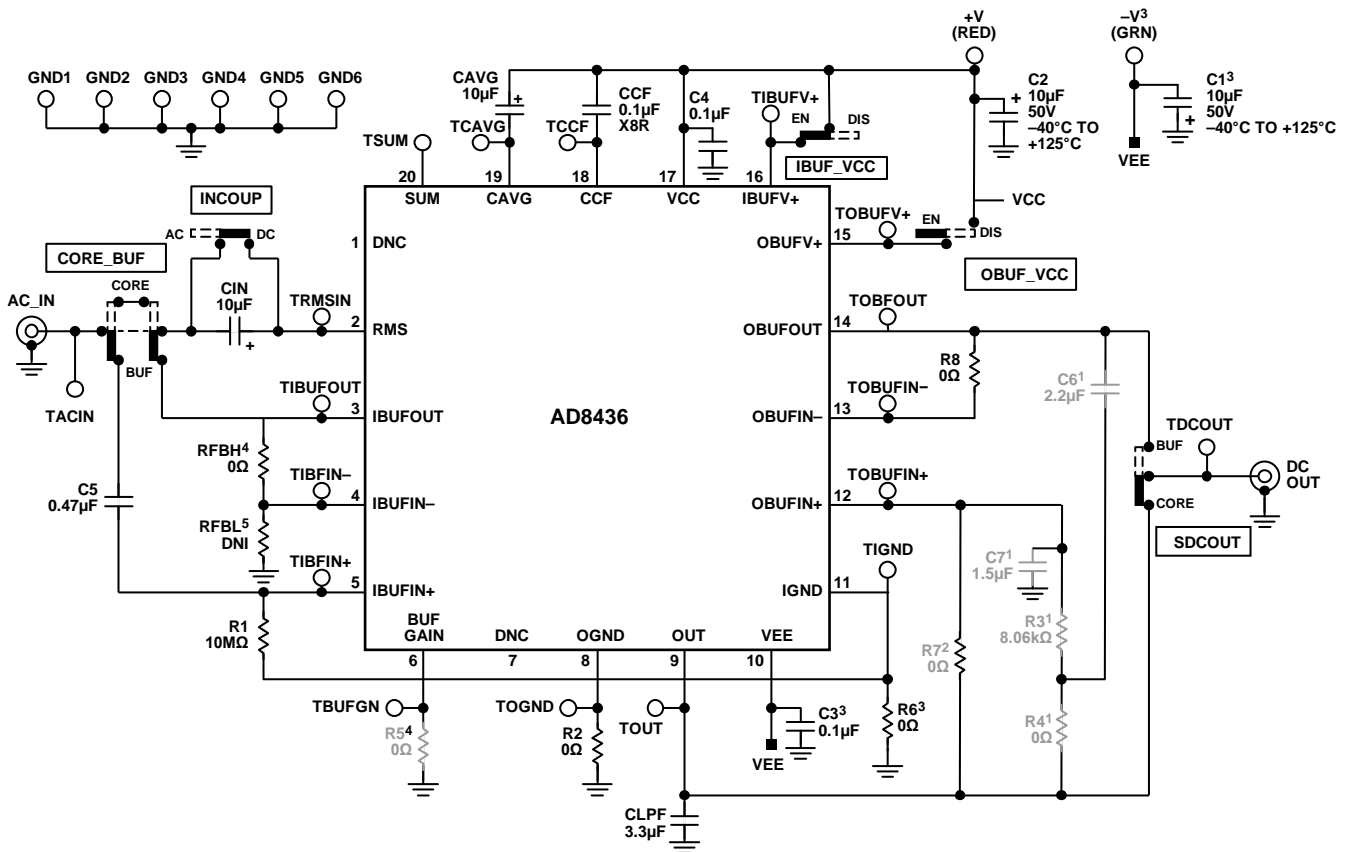 +V
(RED)
–V³
(GRN)
GND1 GND2 GND3 GND4 GND5 GND6
CAVG
10µF
+
CCF
0.1µF
X8R
C4
0.1µF
TIBUFV+
EN
DIS
IBUF_VCC
+
C2
10µF
50V
–40°C TO
+125°C
C1³
10µF
50V
–40°C TO +125°C
+
VEE
TSUM
TCAVG
TCCF
20
SUM
19
CAVG
18
CCF
17
VCC
16
IBUFV+
VCC
INCOUP
AC
DC
1
DNC
TOBUFV+
15
OBUFV+
EN
DIS
OBUF_VCC
CORE_BUF
CORE
BUF
AC_IN
TACIN
CIN
10µF
+
TRMSIN
2
RMS
TOBFOUT
14
OBUFOUT
R8
0Ω
C6¹
2.2µF
TIBUFOUT
3
IBUFOUT
AD8436
TOBUFIN–
13
OBUFIN–
RFBH⁴
0Ω
TIBFIN–
4
IBUFIN–
TOBUFIN+
12
OBUFIN+
BUF
TDCOUT
DC
OUT
CORE
SDCOUT
C5
0.47µF
RFBL⁵
DNI
TIBFIN+
5
IBUFIN+
TIGND
11
IGND
C7¹
1.5µF
R3¹
8.06kΩ
R1
10MΩ
BUF
GAIN
6
DNC
7
OGND
8
OUT
9
VEE
10
R7²
0Ω
TBUFGN
R5⁴
0Ω
TOGND
R2
0Ω
TOUT
C3³
0.1µF
VEE
R6³
0Ω
R4¹
0Ω
CLPF
3.3µF